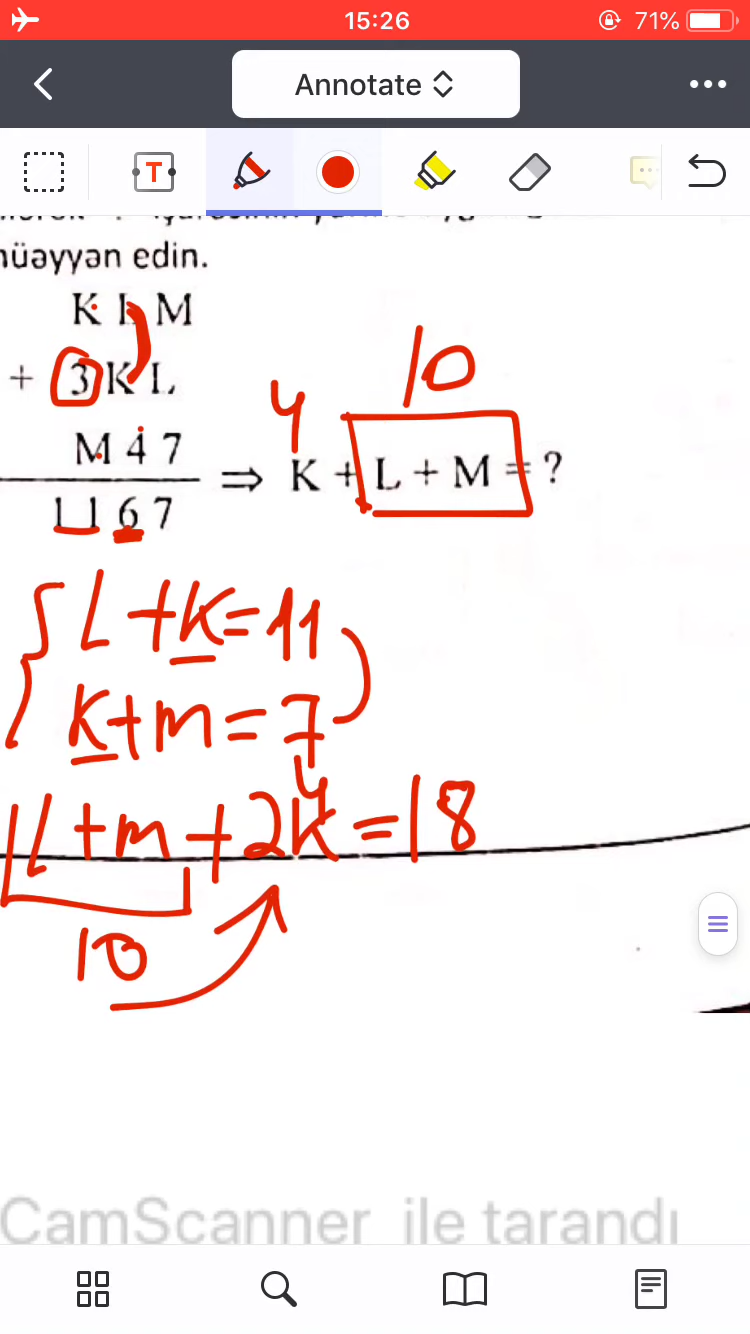 15:26 71%
Annotate
T
müəyyən edin.
K L M
+ 3 K L
M 4 7
1 1 6 7 ⇒ K + L + M = ?
4
10
L + K = 11
K + m = 7
L + m + 2K = 18
4
10
CamScanner ile tarandı